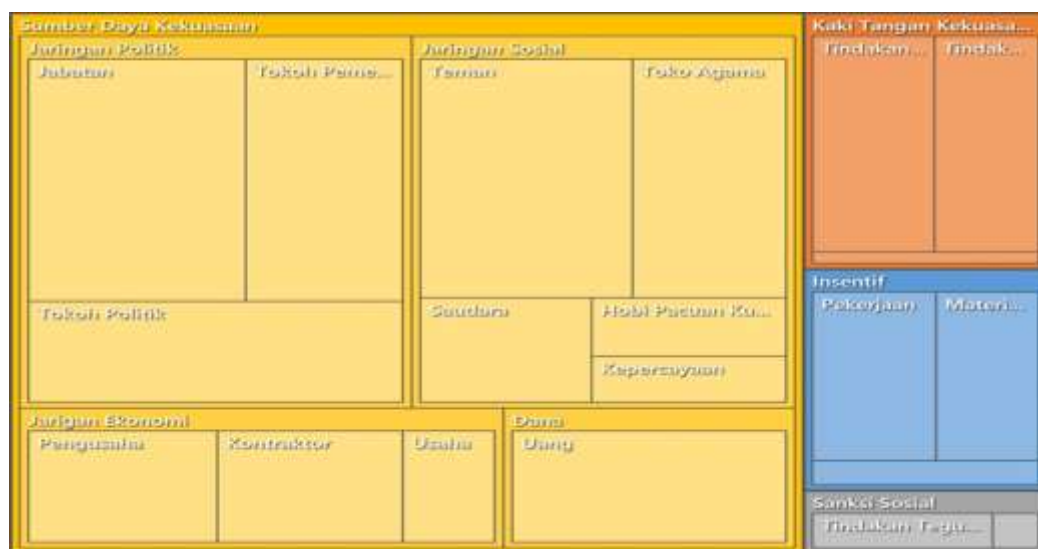 Sumber Daya Kekuasaan
Jaringan Politik
Jabatan
Tokoh Peme...
Tokoh Politik
Jaringan Sosial
Teman
Toko Agama
Saudara
Hobi Pacuan Ku...
Kepercayaan
Jarigan Ekonomi
Pengusaha
Kontraktor
Usaha
Dana
Uang
Kaki Tangan Kekuasa...
Tindakan...
Tindak...
Insentif
Pekerjaan
Materi...
Sanksi Sosial
Tindakan Tegu...